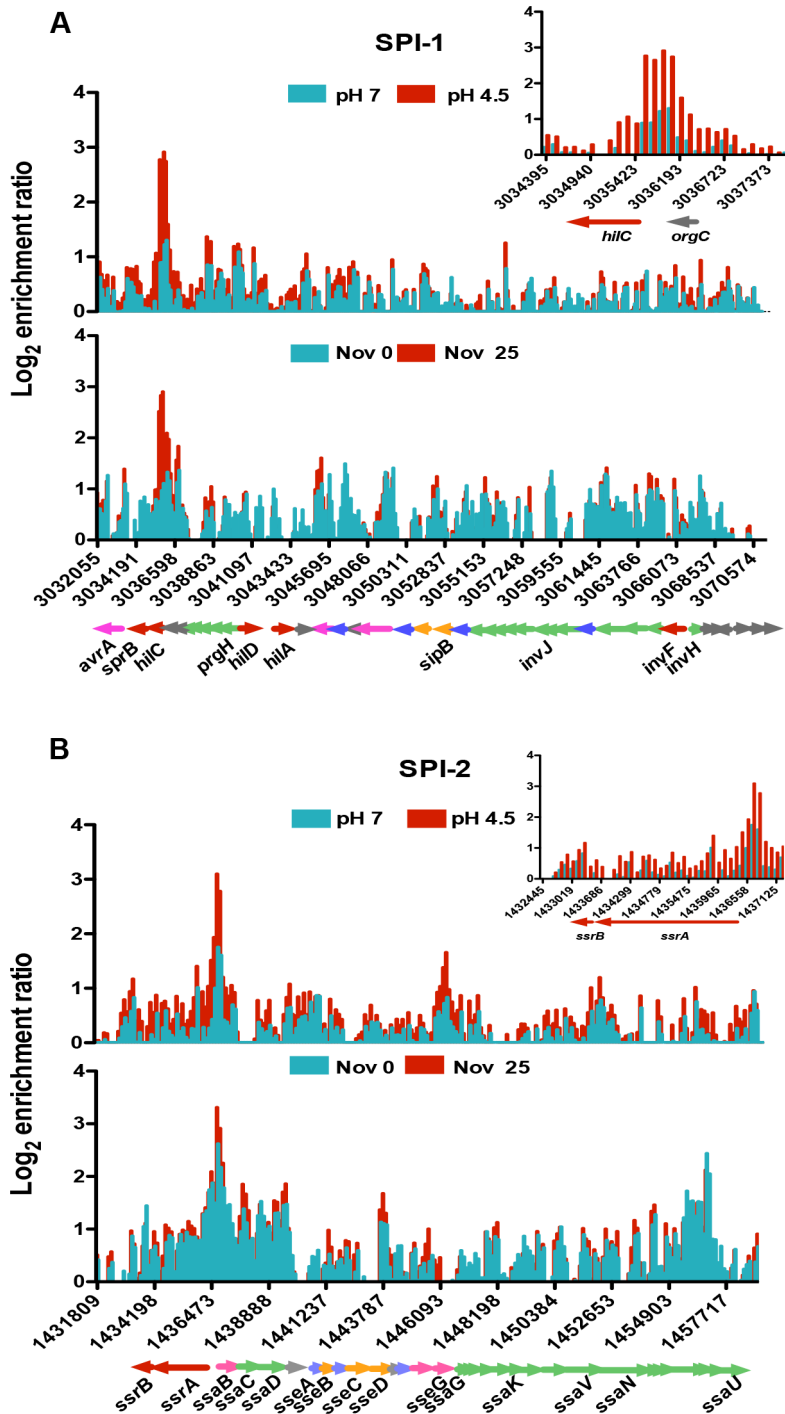 A
SPI-1
pH 7 pH 4.5
Log2 enrichment ratio
4
3
2
1
0
4
3
2
1
0
3034395 3034940 3035423 3036193 3036723 3037373
hilC orgC
Nov 0 Nov 25
4
3
2
1
0
3032055 3034191 3036598 3038863 3041097 3043433 3045695 3048066 3050311 3052837 3055153 3057248 3059555 3061445 3063766 3066073 3068537 3070574
avrA sprB hilC prgH hilD hilA sipB invJ invF invH
B
SPI-2
pH 7 pH 4.5
Log2 enrichment ratio
4
3
2
1
0
4
3
2
1
0
1432445 1433019 1433686 1434299 1434779 1435475 1435965 1436558 1437125
ssrB ssrA
Nov 0 Nov 25
4
3
2
1
0
1431809 1434198 1436473 1438888 1441237 1443787 1446093 1448198 1450384 1452653 1454903 1457717
ssrB ssrA ssaB ssaC ssaD sseA sseB sseC sseD sseG ssaG ssaK ssaV ssaN ssaU